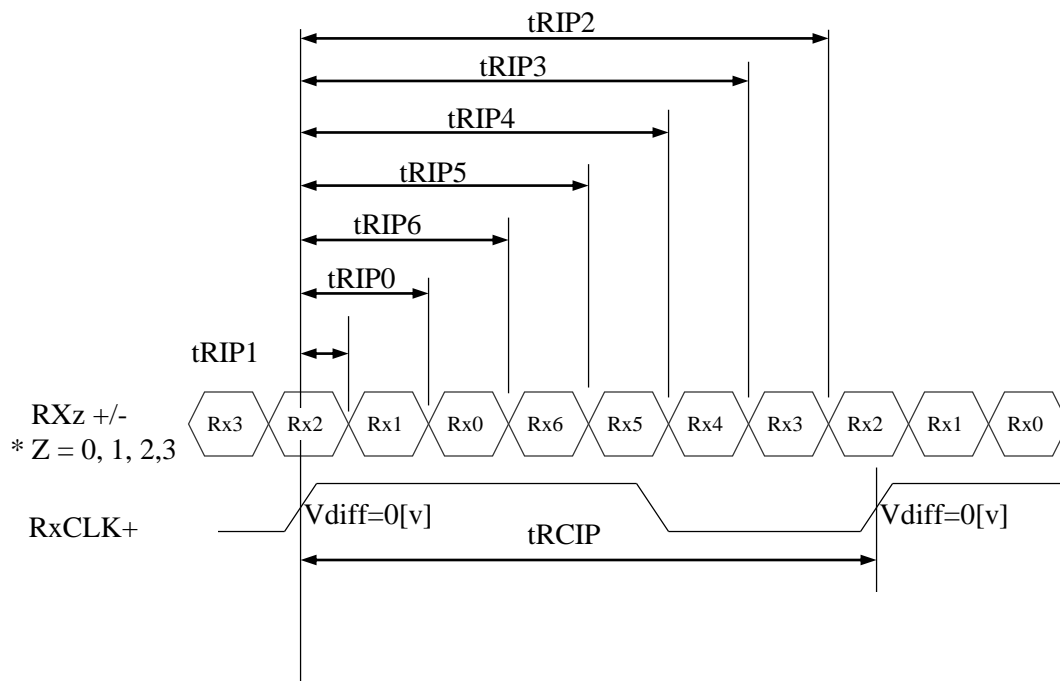 tRIP2
tRIP3
tRIP4
tRIP5
tRIP6
tRIP0
tRIP1
RXz +/-
* Z = 0, 1, 2,3
Rx3 Rx2 Rx1 Rx0 Rx6 Rx5 Rx4 Rx3 Rx2 Rx1 Rx0
RxCLK+
Vdiff=0[v] Vdiff=0[v]
tRCIP